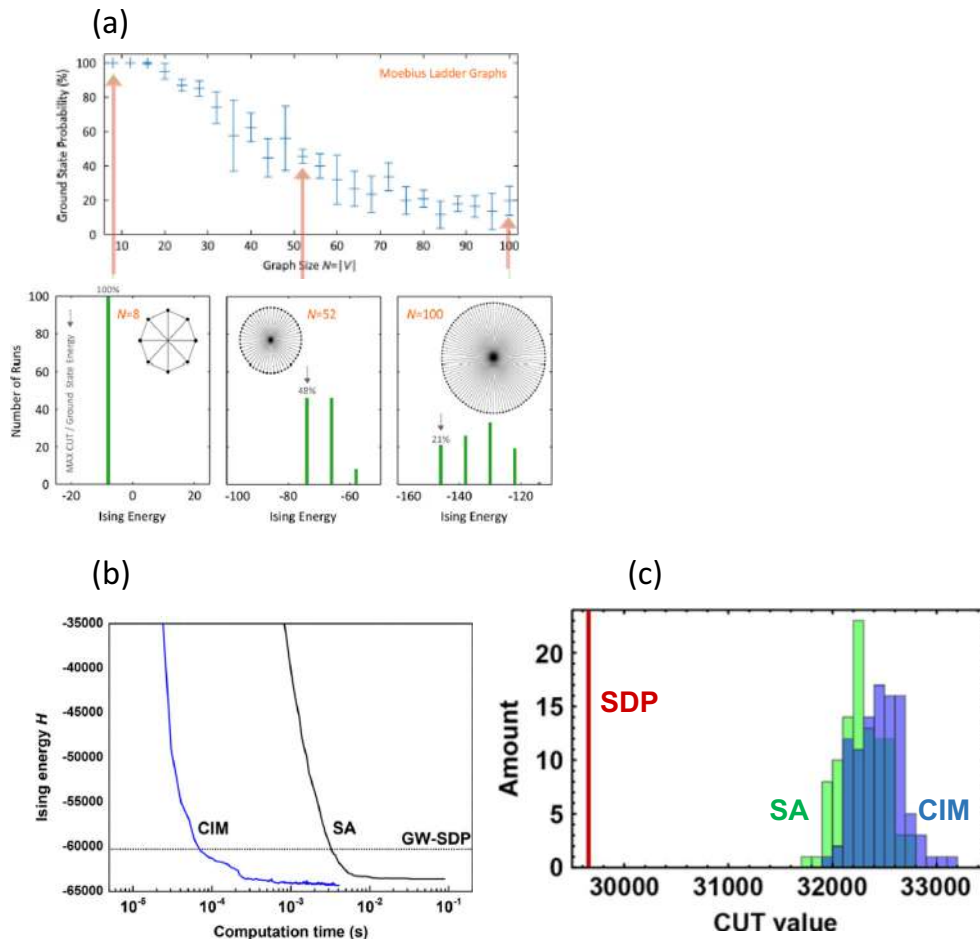 (a)
Ground State Probability (%)
100
80
60
40
20
0
Moebius Ladder Graphs
10 20 30 40 50 60 70 80 90 100
Graph Size N=|V|
Number of Runs
100
80
60
40
20
0
100%
N=8
MAX CUT / Ground State Energy
-20 0 20
Ising Energy
N=52
48%
-100 -80 -60
Ising Energy
N=100
21%
-160 -140 -120
Ising Energy
(b)
Ising energy H
-35000
-40000
-45000
-50000
-55000
-60000
-65000
CIM
SA
GW-SDP
10⁻⁵ 10⁻⁴ 10⁻³ 10⁻² 10⁻¹
Computation time (s)
(c)
Amount
20
15
10
5
0
SDP
SA
CIM
30000 31000 32000 33000
CUT value